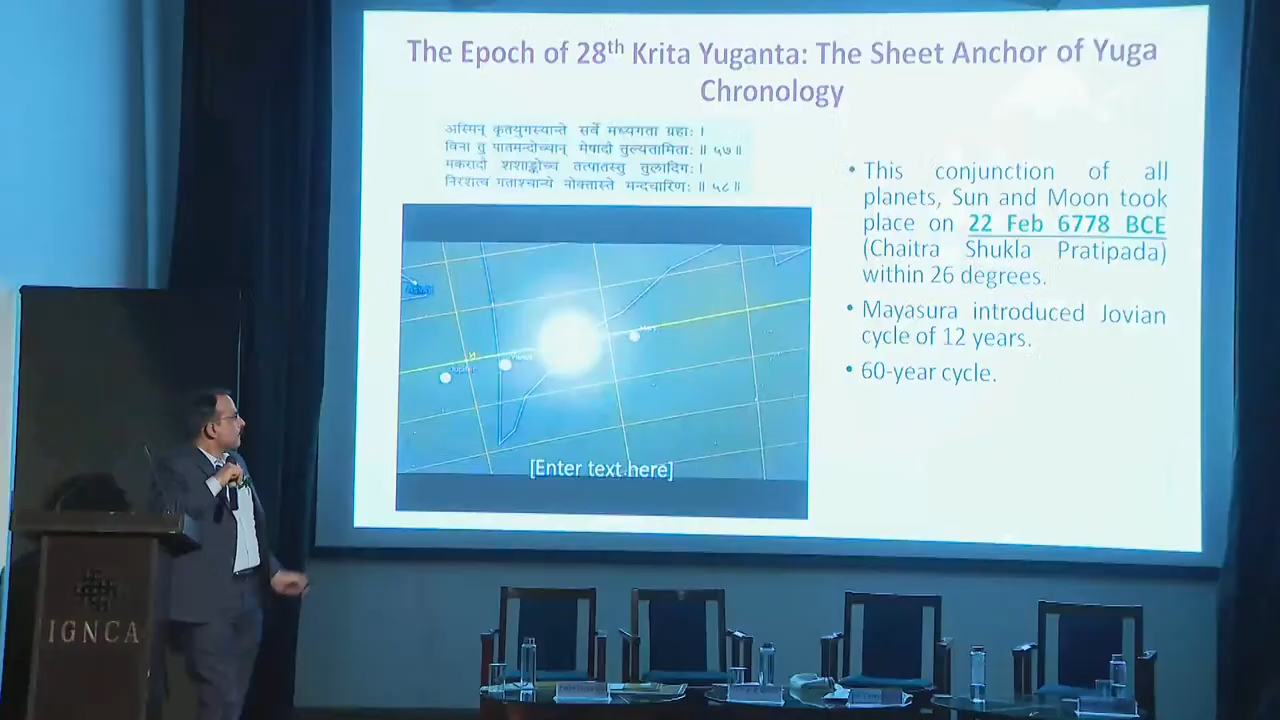 The Epoch of 28th Krita Yuganta: The Sheet Anchor of Yuga
Chronology
अस्मिन् कृतयुगस्यान्ते सर्वे मध्यगता ग्रहाः ।
विना तु पातमन्दोच्चान् मेषादौ तुल्यतामिताः ॥ ५७॥
मकरादौ शशाङ्कोच्च तत्पातस्तु तुलादिगः ।
निरंशत्व गताश्चान्ये नोक्तास्ते मन्दचारिणः ॥ ५८॥
• This conjunction of all
planets, Sun and Moon took
place on 22 Feb 6778 BCE
(Chaitra Shukla Pratipada)
within 26 degrees.
• Mayasura introduced Jovian
cycle of 12 years.
• 60-year cycle.
Jupiter
Venus
[Enter text here]
IGNCA